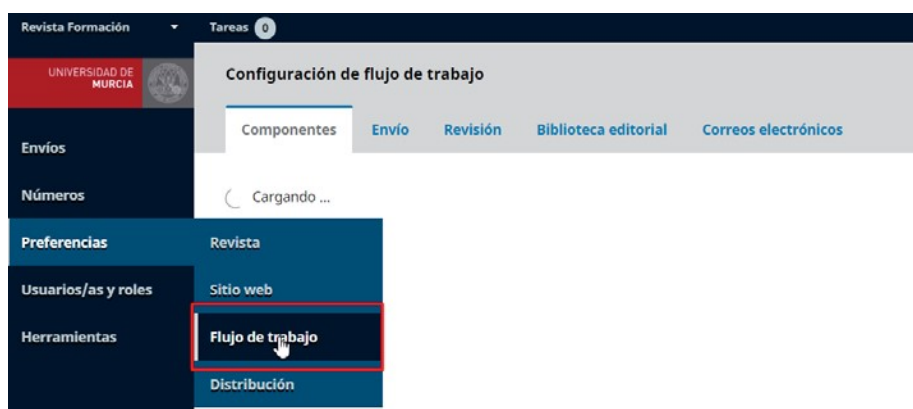 Revista Formación
Tareas 0
UNIVERSIDAD DE
MURCIA
Configuración de flujo de trabajo
Componentes Envío Revisión Biblioteca editorial Correos electrónicos
Envíos
Números
Cargando ...
Preferencias
Revista
Usuarios/as y roles
Sitio web
Herramientas
Flujo de trabajo
Distribución